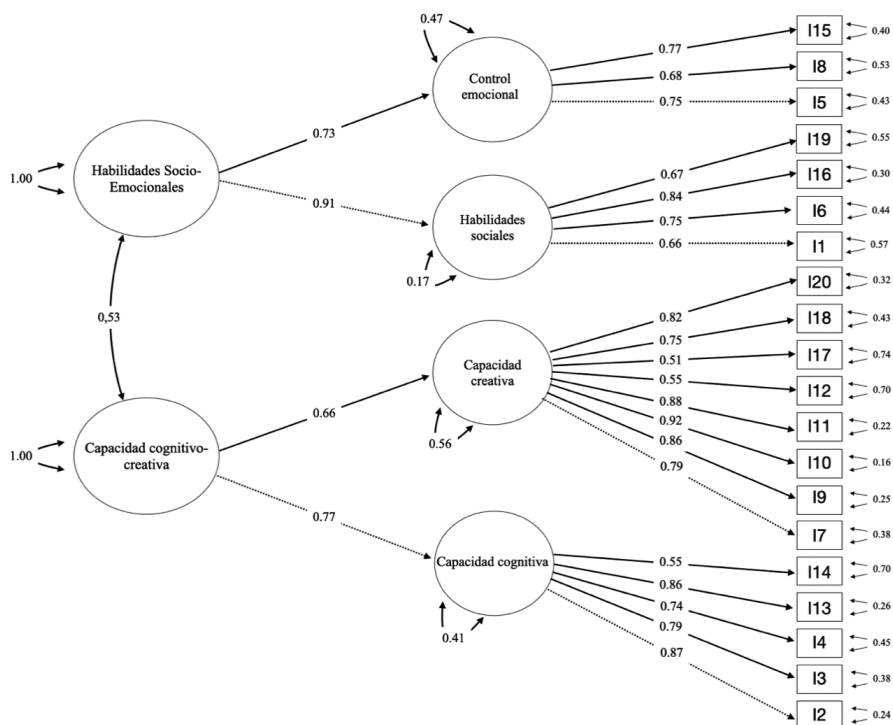 0.47
I15
0.40
0.77
Control
emocional
0.68
I8
0.53
0.75
I5
0.43
0.73
I19
0.55
1.00
Habilidades Socio-
Emocionales
0.67
I16
0.30
0.91
0.84
Habilidades
sociales
0.75
I6
0.44
0.66
I1
0.57
0.17
I20
0.32
0,53
0.82
I18
0.43
0.75
Capacidad
creativa
0.51
I17
0.74
0.55
I12
0.70
0.66
0.88
I11
0.22
0.92
0.56
0.86
I10
0.16
1.00
Capacidad cognitivo-
creativa
0.79
I9
0.25
I7
0.38
0.77
0.55
I14
0.70
Capacidad cognitiva
0.86
I13
0.26
0.74
I4
0.45
0.41
0.79
0.87
I3
0.38
I2
0.24